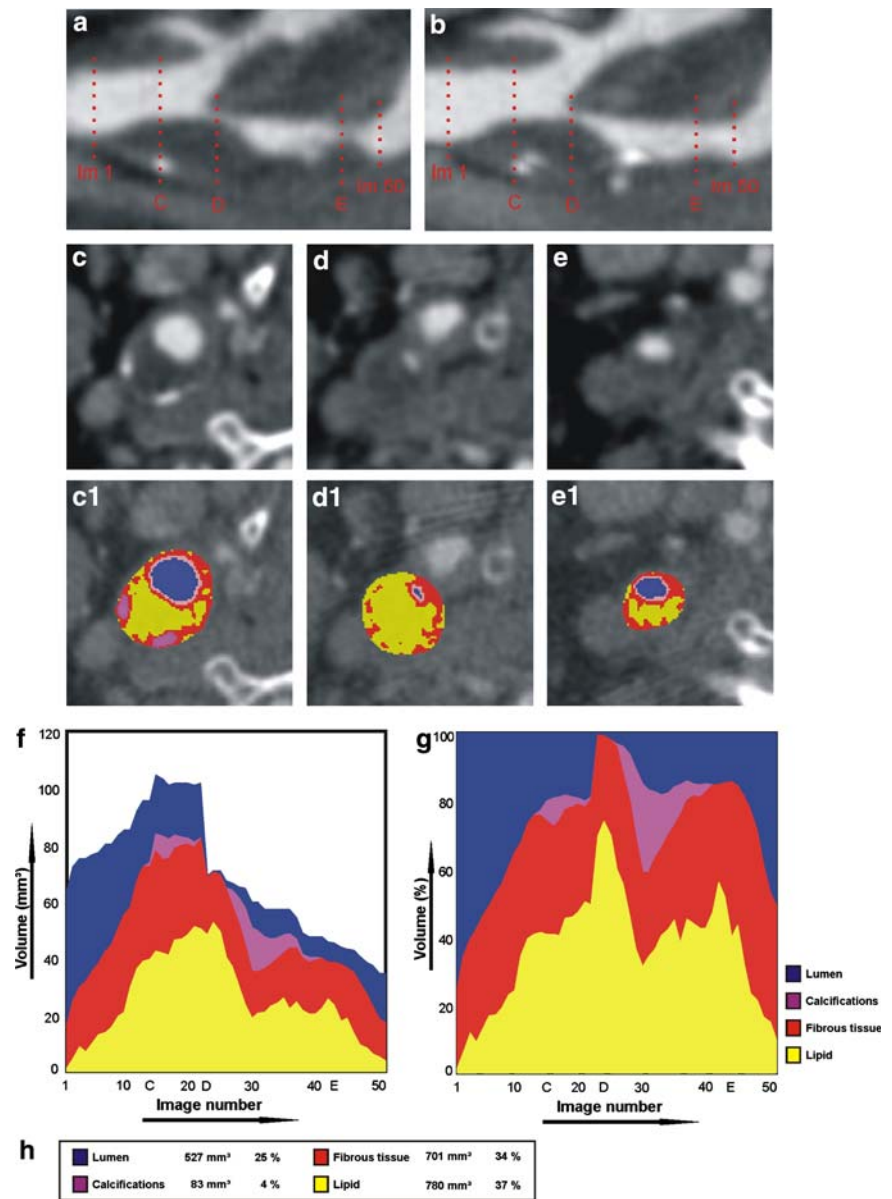 a
b
Im 1
C
D
E
Im 50
Im 1
C
D
E
Im 50
c
d
e
c1
d1
e1
f
120
100
80
60
40
20
0
Volume (mm³)
1 10 C 20 D 30 40 E 50
Image number
g
100
80
60
40
20
0
Volume (%)
1 10 C 20 D 30 40 E 50
Image number
Lumen
Calcifications
Fibrous tissue
Lipid
h
Lumen 527 mm³ 25 % Fibrous tissue 701 mm³ 34 %
Calcifications 83 mm³ 4 % Lipid 780 mm³ 37 %